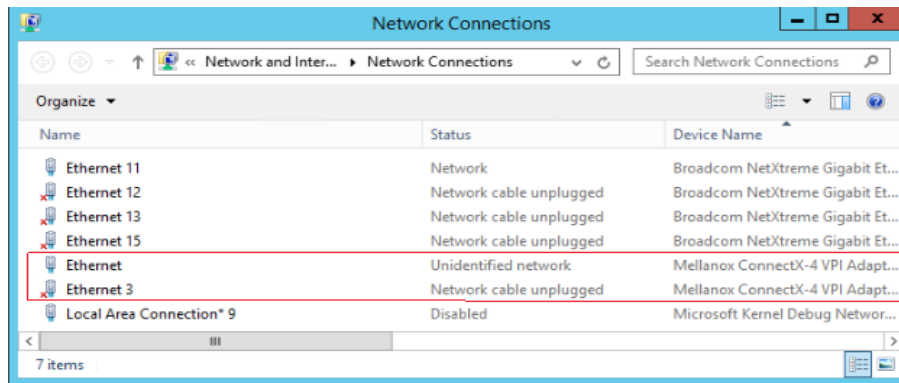 Network Connections
« Network and Inter... Network Connections Search Network Connections
Organize
Name Status Device Name
Ethernet 11 Network Broadcom NetXtreme Gigabit Et...
Ethernet 12 Network cable unplugged Broadcom NetXtreme Gigabit Et...
Ethernet 13 Network cable unplugged Broadcom NetXtreme Gigabit Et...
Ethernet 15 Network cable unplugged Broadcom NetXtreme Gigabit Et...
Ethernet Unidentified network Mellanox ConnectX-4 VPI Adapt...
Ethernet 3 Network cable unplugged Mellanox ConnectX-4 VPI Adapt...
Local Area Connection* 9 Disabled Microsoft Kernel Debug Networ...
7 items